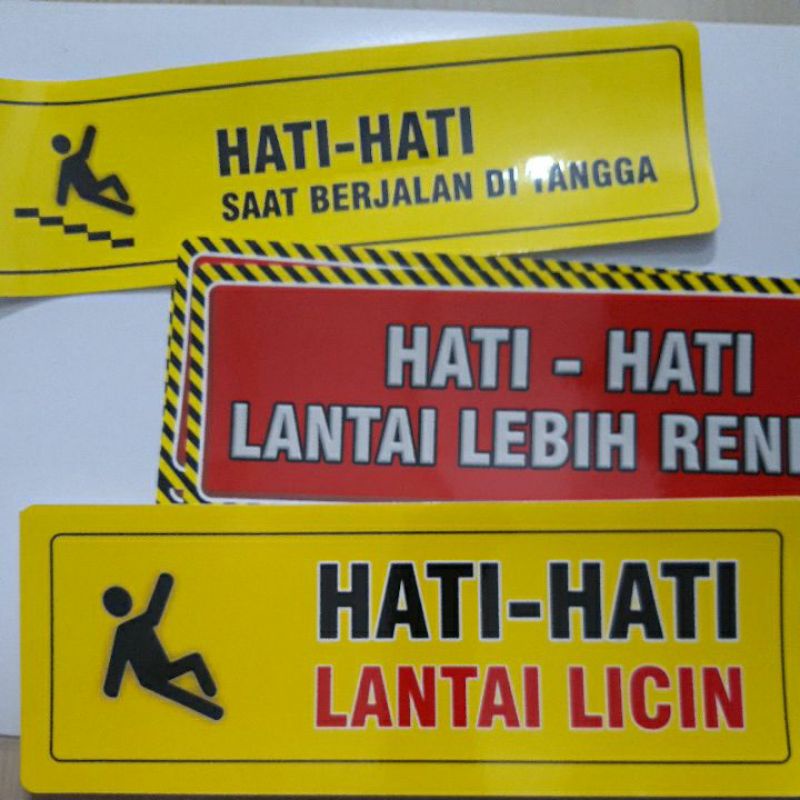 HATI-HATI
SAAT BERJALAN DI TANGGA
HATI - HATI
LANTAI LEBIH
HATI-HATI
LANTAI LICIN